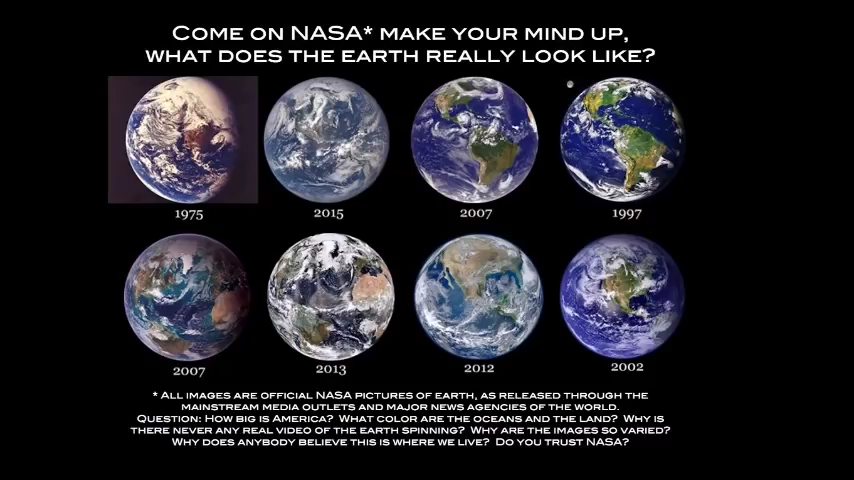 Come on NASA* make your mind up,
what does the earth really look like?
1975
2015
2007
1997
2007
2013
2012
2002
* All images are official NASA pictures of earth, as released through the
mainstream media outlets and major news agencies of the world.
Question: How big is America? What color are the oceans and the land? Why is
there never any real video of the earth spinning? Why are the images so varied?
Why does anybody believe this is where we live? Do you trust NASA?